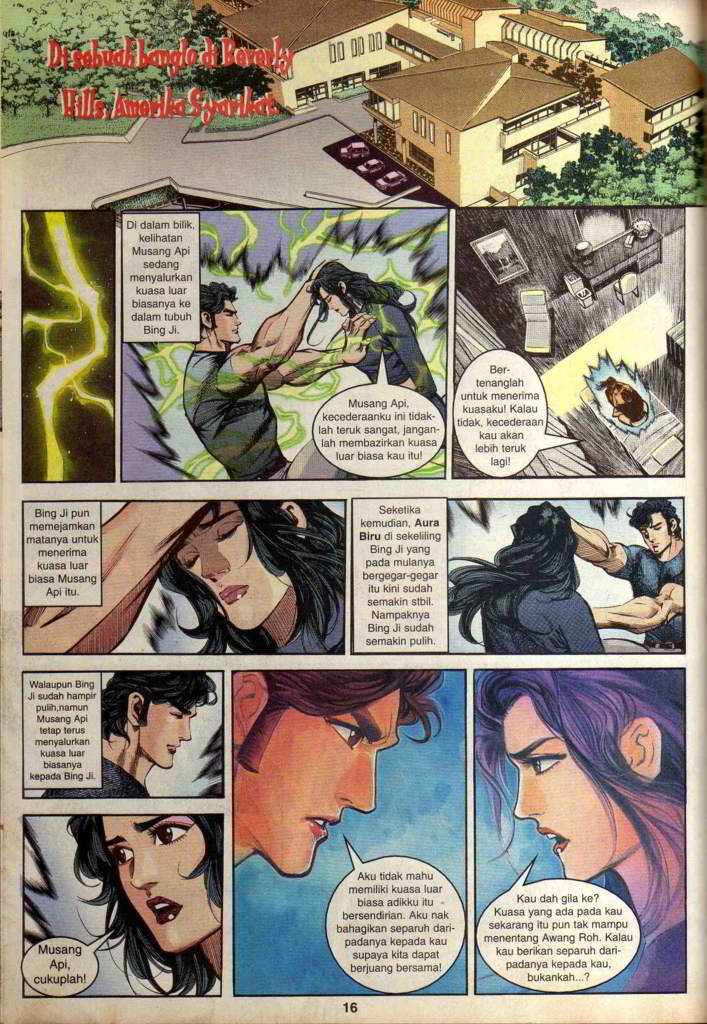 Di sebuah banglo di Baverly
Hills, Amerika Syarikat.
Di dalam bilik,
kelihatan
Musang Api
sedang
menyalurkan
kuasa luar
biasanya ke
dalam tubuh
Bing Ji.
Musang Api,
kecederaanku ini tidak-
lah teruk sangat, jangan-
lah membazirkan kuasa
luar biasa kau itu!
Ber-
tenanglah
untuk menerima
kuasaku! Kalau
tidak, kecederaan
kau akan
lebih teruk
lagi!
Bing Ji pun
memejamkan
matanya untuk
menerima
kuasa luar
biasa Musang
Api itu.
Seketika
kemudian, Aura
Biru di sekeliling
Bing Ji yang
pada mulanya
bergegar-gegar
itu kini sudah
semakin stbil.
Nampaknya
Bing Ji sudah
semakin pulih.
Walaupun Bing
Ji sudah hampir
pulih,namun
Musang Api
tetap terus
menyalurkan
kuasa luar
biasanya
kepada Bing Ji.
Musang
Api,
cukuplah!
Aku tidak mahu
memiliki kuasa luar
biasa adikku itu
bersendirian. Aku nak
bahagikan separuh dari-
padanya kepada kau
supaya kita dapat
berjuang bersama!
Kau dah gila ke?
Kuasa yang ada pada kau
sekarang itu pun tak mampu
menentang Awang Roh. Kalau
kau berikan separuh dari-
padanya kepada kau,
bukankah...?
16